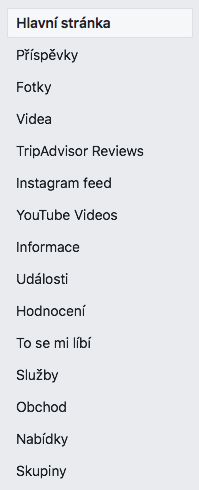 Hlavní stránka
Příspěvky
Fotky
Videa
TripAdvisor Reviews
Instagram feed
YouTube Videos
Informace
Události
Hodnocení
To se mi líbí
Služby
Obchod
Nabídky
Skupiny